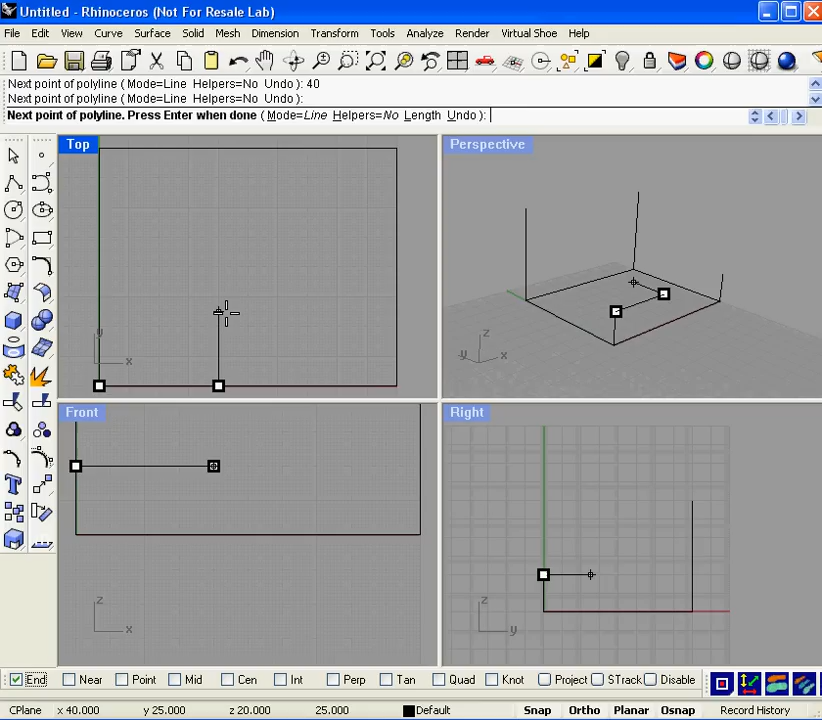 Untitled - Rhinoceros (Not For Resale Lab)
File Edit View Curve Surface Solid Mesh Dimension Transform Tools Analyze Render Virtual Shoe Help
Next point of polyline ( Mode=Line Helpers=No Undo ): 40
Next point of polyline ( Mode=Line Helpers=No Undo ):
Next point of polyline. Press Enter when done ( Mode=Line Helpers=No Length Undo ):
Top
Perspective
y
x
z
y
x
Front
Right
z
x
z
y
End Near Point Mid Cen Int Perp Tan Quad Knot Project STrack Disable
CPlane x 40.000 y 25.000 z 20.000 25.000 Default Snap Ortho Planar Osnap Record History